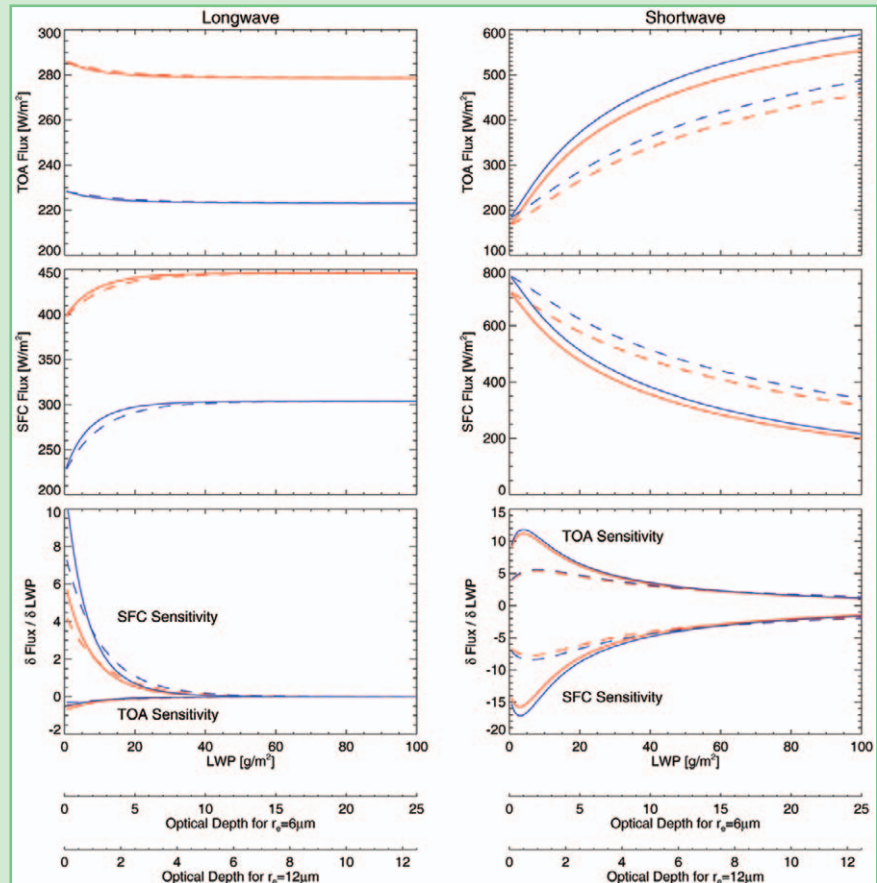 Longwave
TOA Flux [W/m²]
300
280
260
240
220
200
SFC Flux [W/m²]
450
400
350
300
250
200
δ Flux / δ LWP
10
8
6
4
2
0
-2
SFC Sensitivity
TOA Sensitivity
0 20 40 60 80 100
LWP [g/m²]
0 5 10 15 20 25
Optical Depth for rₑ=6μm
0 2 4 6 8 10 12
Optical Depth for rₑ=12μm
Shortwave
TOA Flux [W/m²]
600
500
400
300
200
100
SFC Flux [W/m²]
800
600
400
200
0
δ Flux / δ LWP
15
10
5
0
-5
-10
-15
-20
TOA Sensitivity
SFC Sensitivity
0 20 40 60 80 100
LWP [g/m²]
0 5 10 15 20 25
Optical Depth for rₑ=6μm
0 2 4 6 8 10 12
Optical Depth for rₑ=12μm